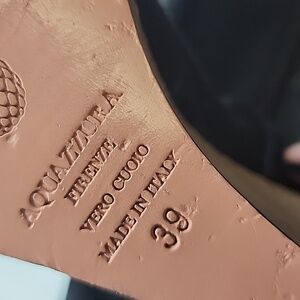 AQUAZZURA
FIRENZE
VERO CUOIO
MADE IN ITALY
39